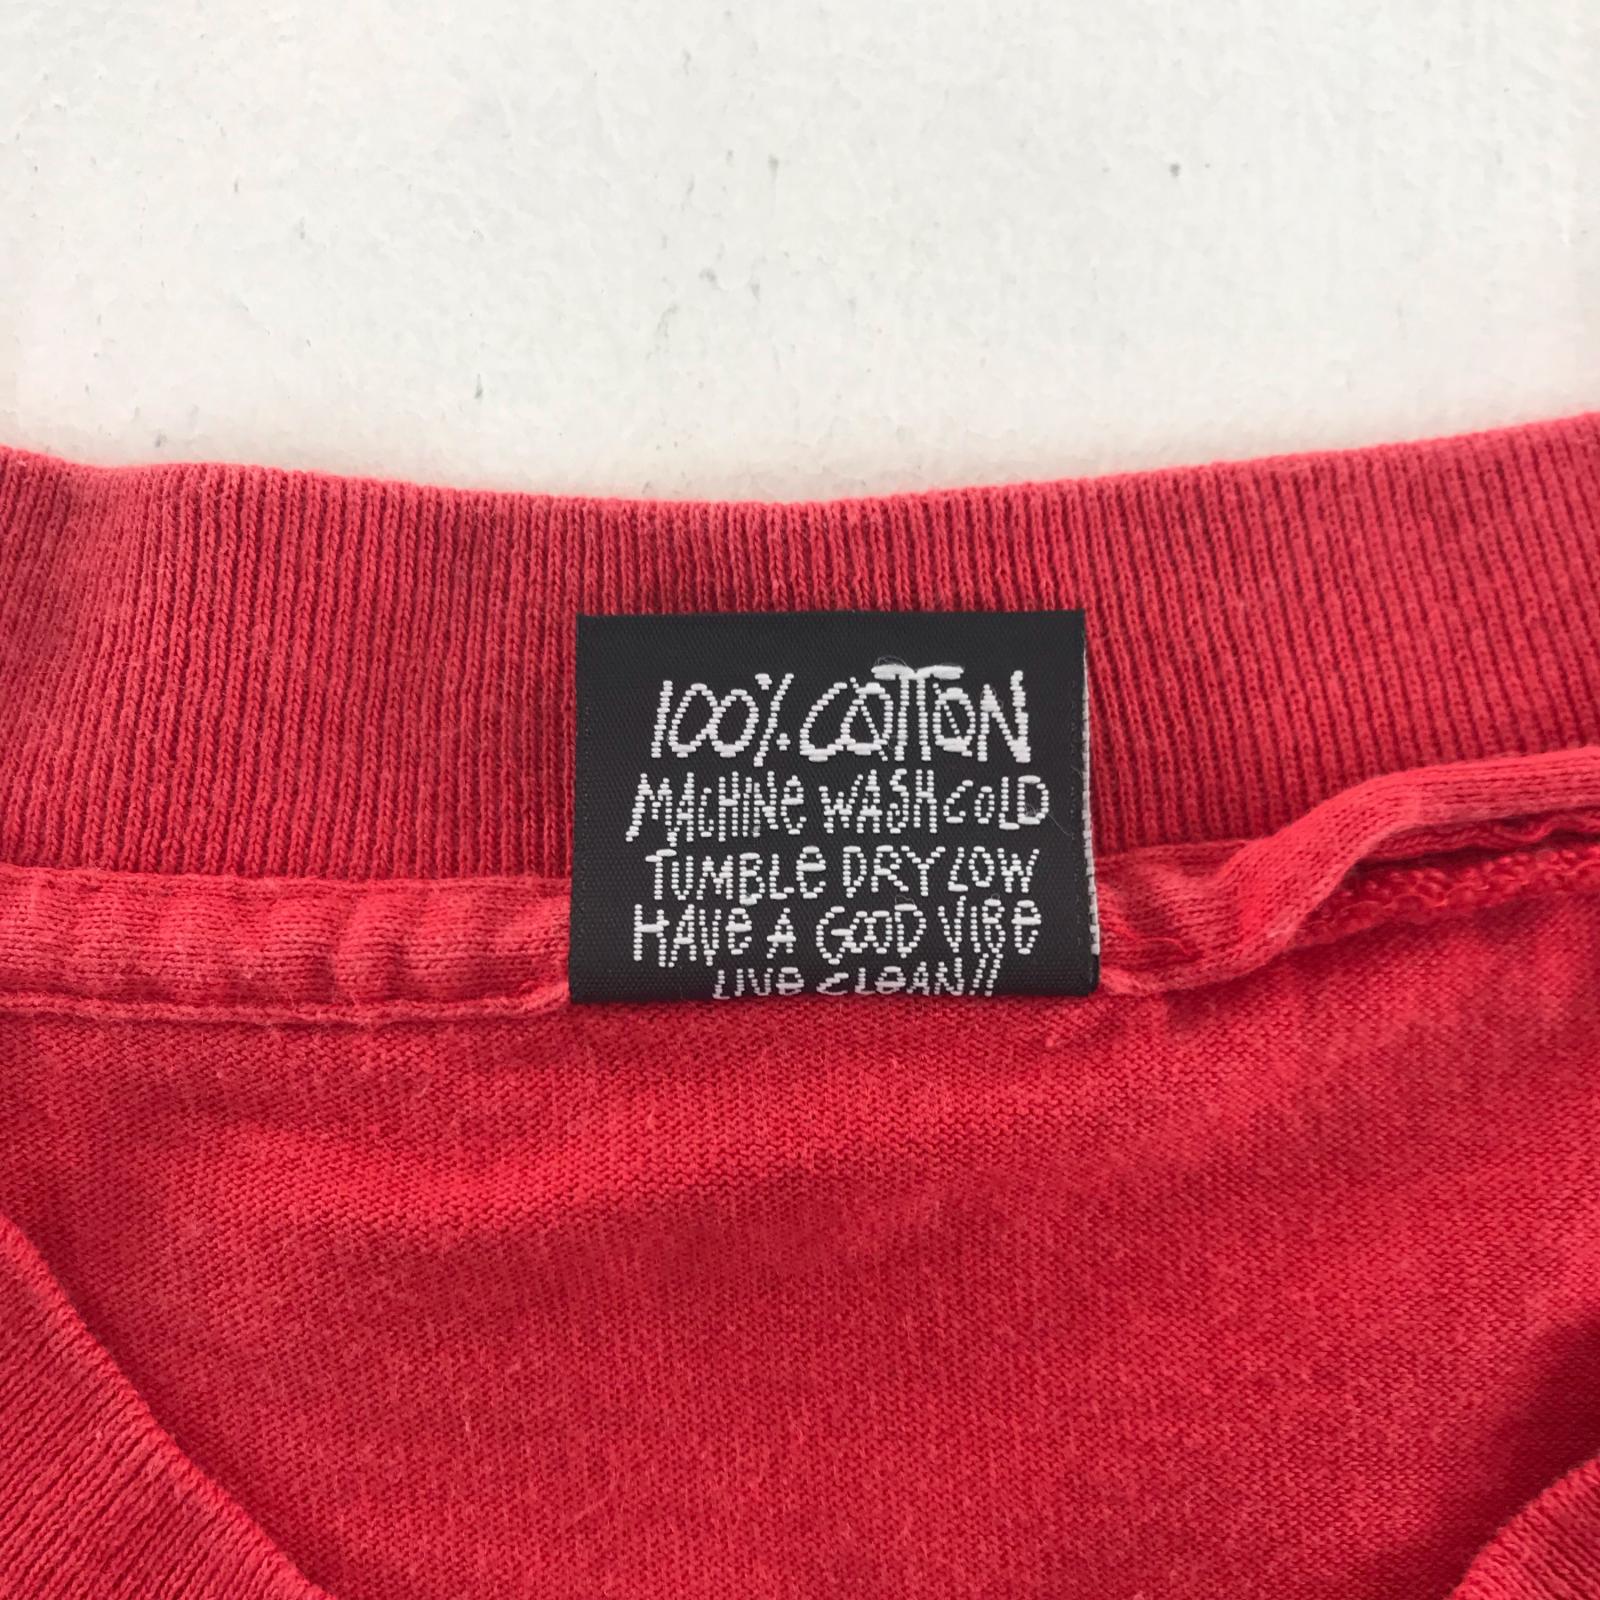 100% COTTON
MACHINe WASH COLD
TUMBLe DRY LOW
HAVe A GOOD VIBe
LIVe CLeAN!!